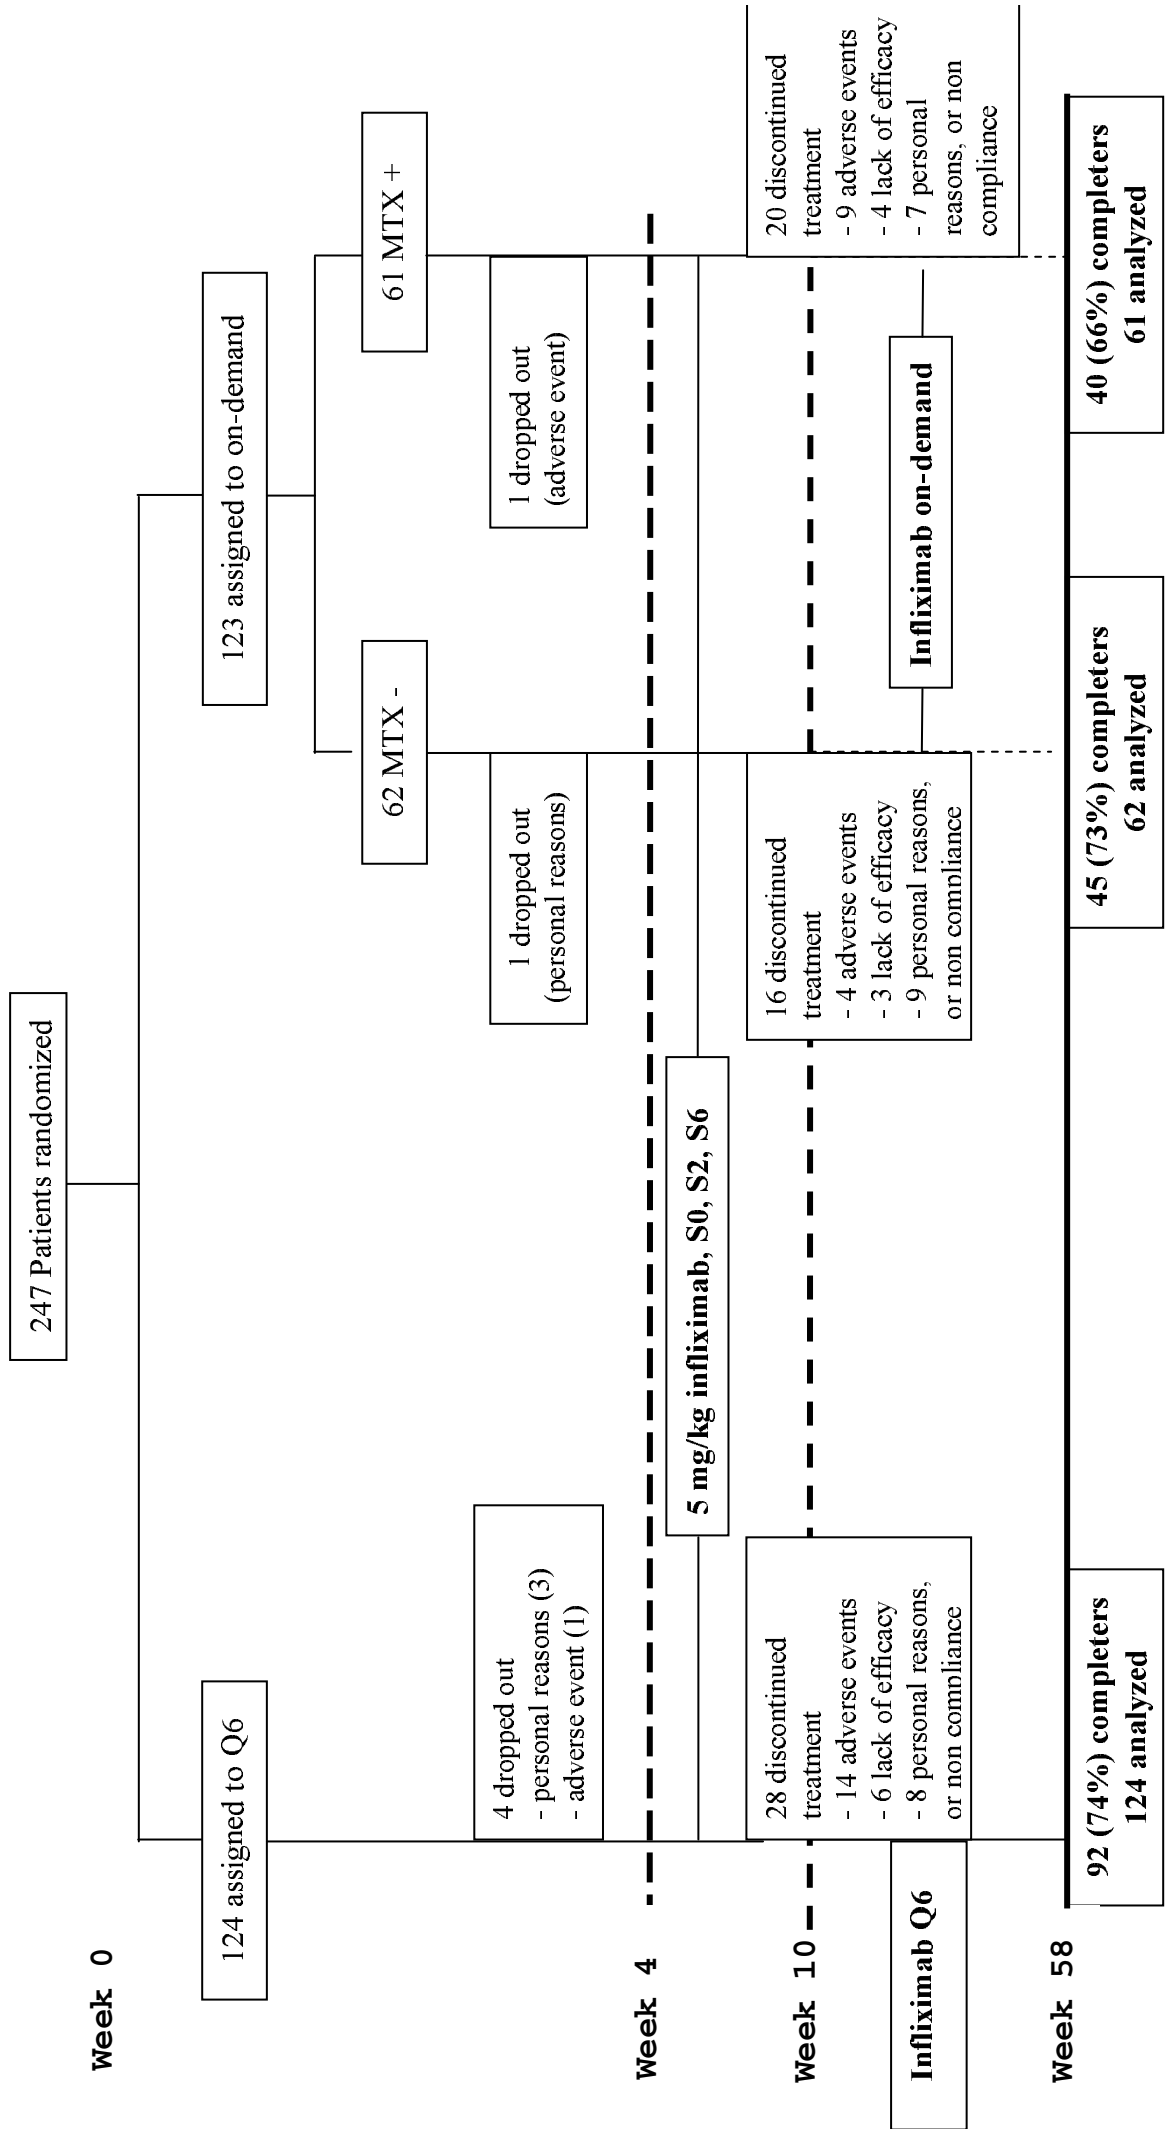 247 Patients randomized
Week 0
124 assigned to Q6
123 assigned to on-demand
62 MTX -
61 MTX +
4 dropped out
- personal reasons (3)
- adverse event (1)
1 dropped out
(personal reasons)
1 dropped out
(adverse event)
Week 4
5 mg/kg infliximab, S0, S2, S6
Week 10
28 discontinued
treatment
- 14 adverse events
- 6 lack of efficacy
- 8 personal reasons,
or non compliance
16 discontinued
treatment
- 4 adverse events
- 3 lack of efficacy
- 9 personal reasons,
or non compliance
20 discontinued
treatment
- 9 adverse events
- 4 lack of efficacy
- 7 personal
reasons, or non
compliance
Infliximab Q6
Infliximab on-demand
Week 58
92 (74%) completers
124 analyzed
45 (73%) completers
62 analyzed
40 (66%) completers
61 analyzed